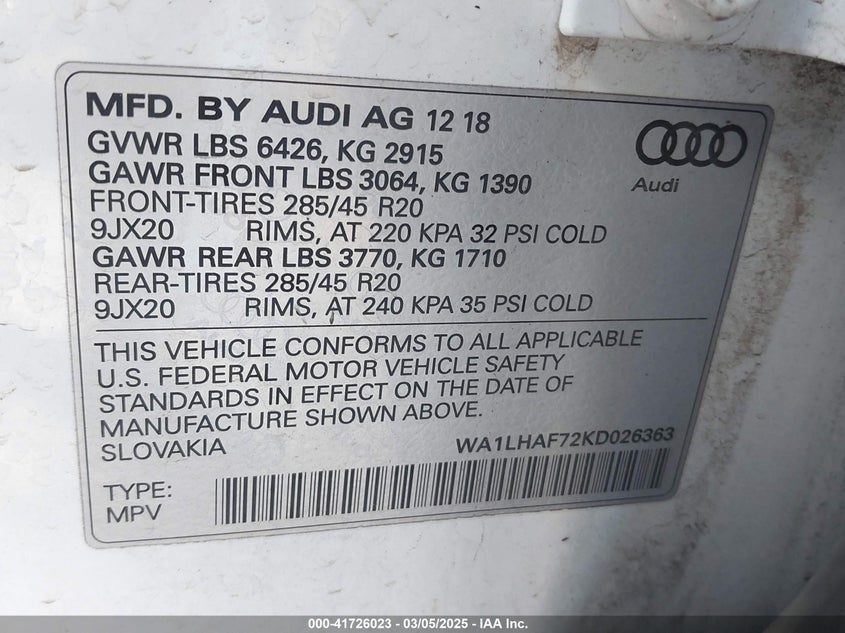 MFD. BY AUDI AG 12 18
GVWR LBS 6426, KG 2915
GAWR FRONT LBS 3064, KG 1390
FRONT-TIRES 285/45 R20
9JX20 RIMS, AT 220 KPA 32 PSI COLD
GAWR REAR LBS 3770, KG 1710
REAR-TIRES 285/45 R20
9JX20 RIMS, AT 240 KPA 35 PSI COLD
Audi
THIS VEHICLE CONFORMS TO ALL APPLICABLE
U.S. FEDERAL MOTOR VEHICLE SAFETY
STANDARDS IN EFFECT ON THE DATE OF
MANUFACTURE SHOWN ABOVE.
SLOVAKIA
WA1LHAF72KD026363
TYPE:
MPV
000-41726023 - 03/05/2025 - IAA Inc.